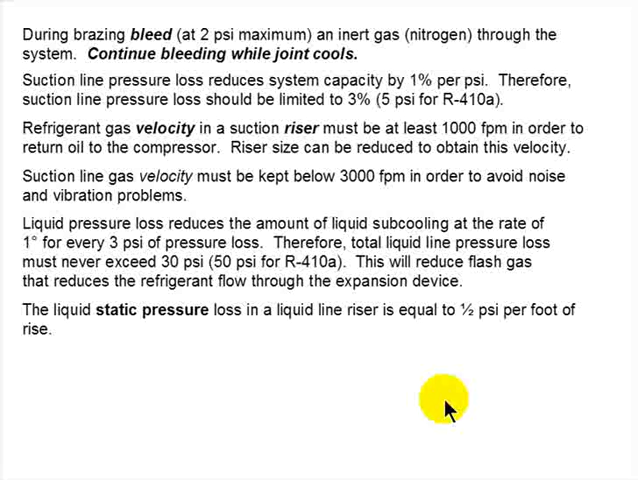 During brazing bleed (at 2 psi maximum) an inert gas (nitrogen) through the
system. Continue bleeding while joint cools.
Suction line pressure loss reduces system capacity by 1% per psi. Therefore,
suction line pressure loss should be limited to 3% (5 psi for R-410a).
Refrigerant gas velocity in a suction riser must be at least 1000 fpm in order to
return oil to the compressor. Riser size can be reduced to obtain this velocity.
Suction line gas velocity must be kept below 3000 fpm in order to avoid noise
and vibration problems.
Liquid pressure loss reduces the amount of liquid subcooling at the rate of
1° for every 3 psi of pressure loss. Therefore, total liquid line pressure loss
must never exceed 30 psi (50 psi for R-410a). This will reduce flash gas
that reduces the refrigerant flow through the expansion device.
The liquid static pressure loss in a liquid line riser is equal to ½ psi per foot of
rise.